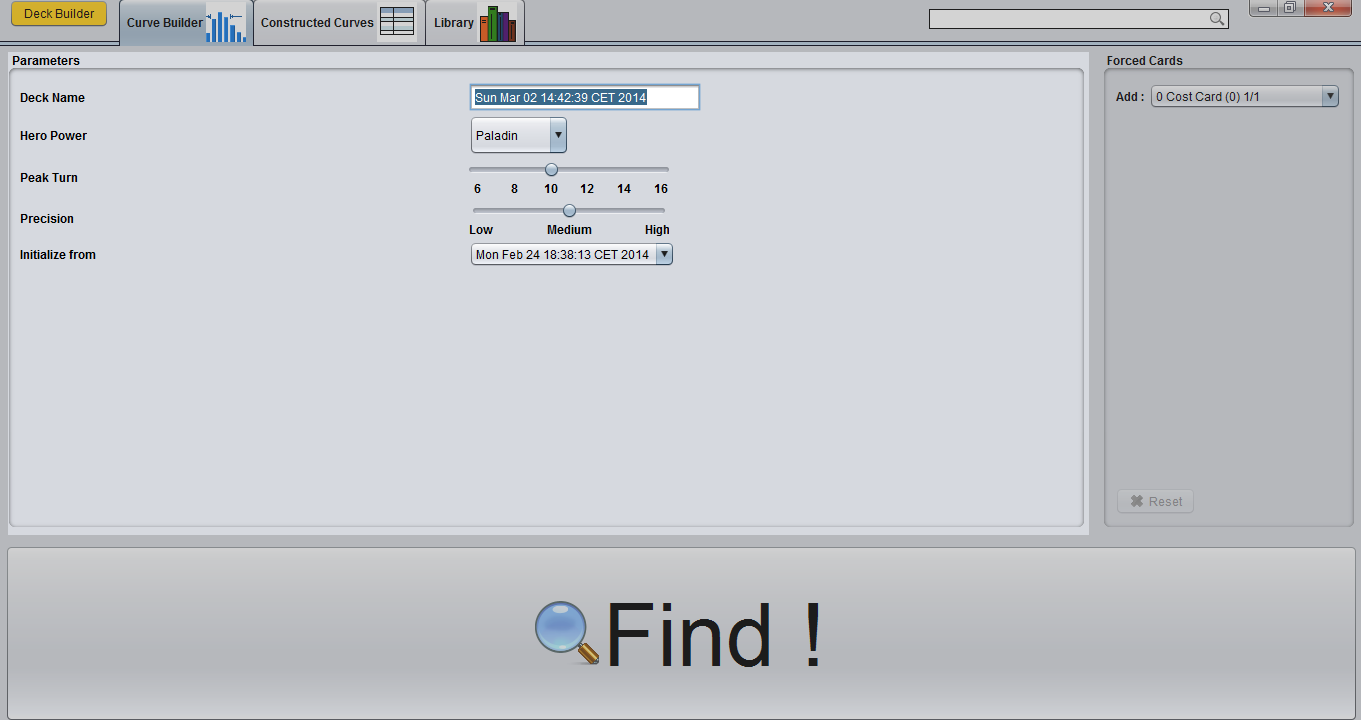 Deck Builder
Curve Builder
Constructed Curves
Library
Parameters
Deck Name
Sun Mar 02 14:42:39 CET 2014
Hero Power
Paladin
Peak Turn
6 8 10 12 14 16
Precision
Low Medium High
Initialize from
Mon Feb 24 18:38:13 CET 2014
Forced Cards
Add : 0 Cost Card (0) 1/1
Reset
Find !